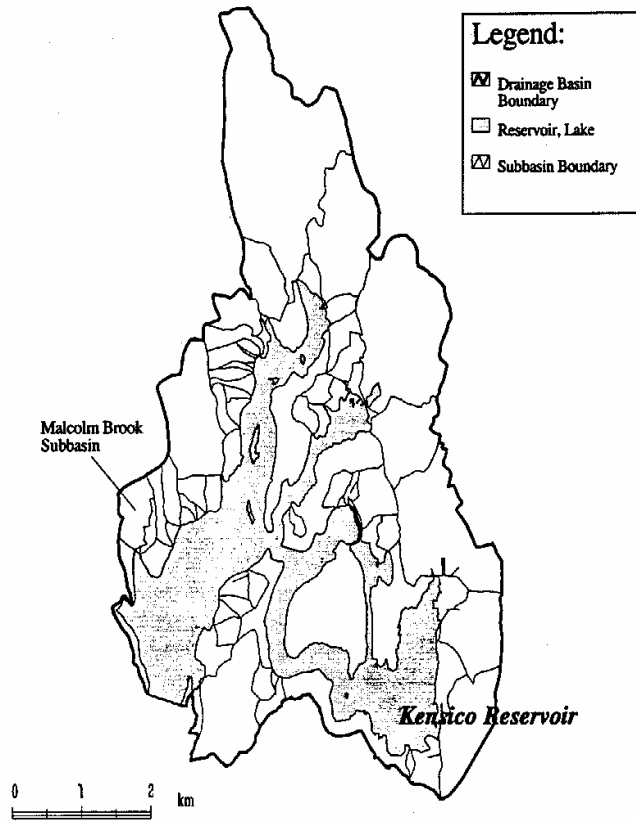 Legend:
Drainage Basin
Boundary
Reservoir, Lake
Subbasin Boundary
Malcolm Brook
Subbasin
Kensico Reservoir
0 1 2
km